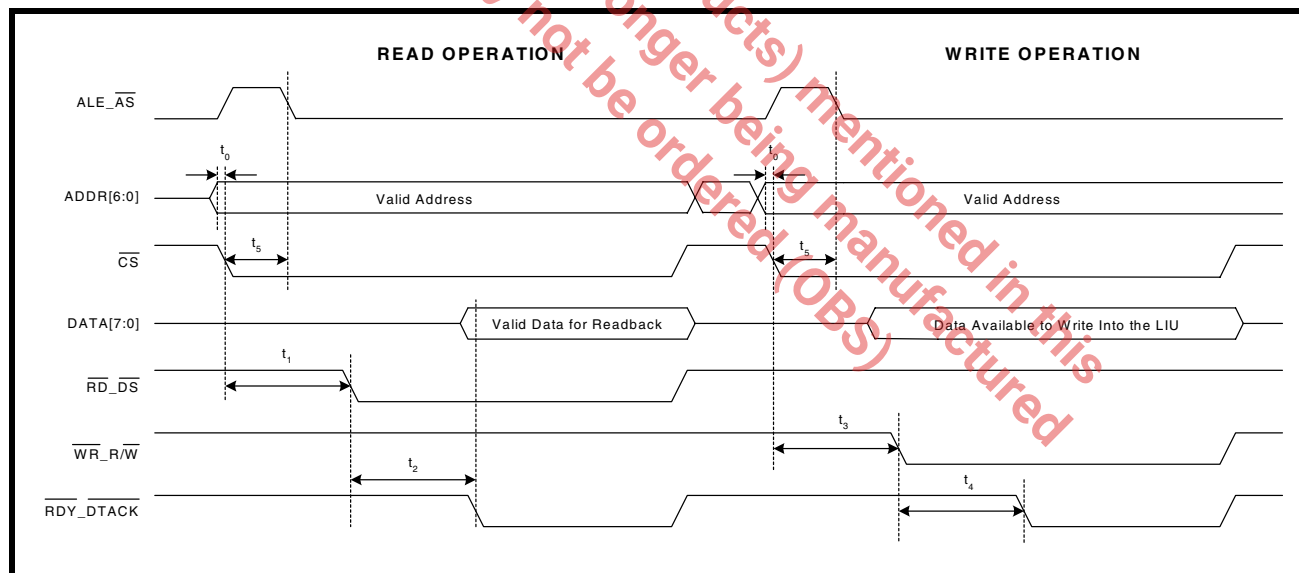 READ OPERATION
WRITE OPERATION
ALE_AS
t0
t0
ADDR[6:0]
Valid Address
Valid Address
CS
t5
t5
DATA[7:0]
Valid Data for Readback
Data Available to Write Into the LIU
t1
RD_DS
t3
WR_R/W
t2
t4
RDY_DTACK
ucts) mentioned in this
onger being manufactured
not be ordered (OBS)